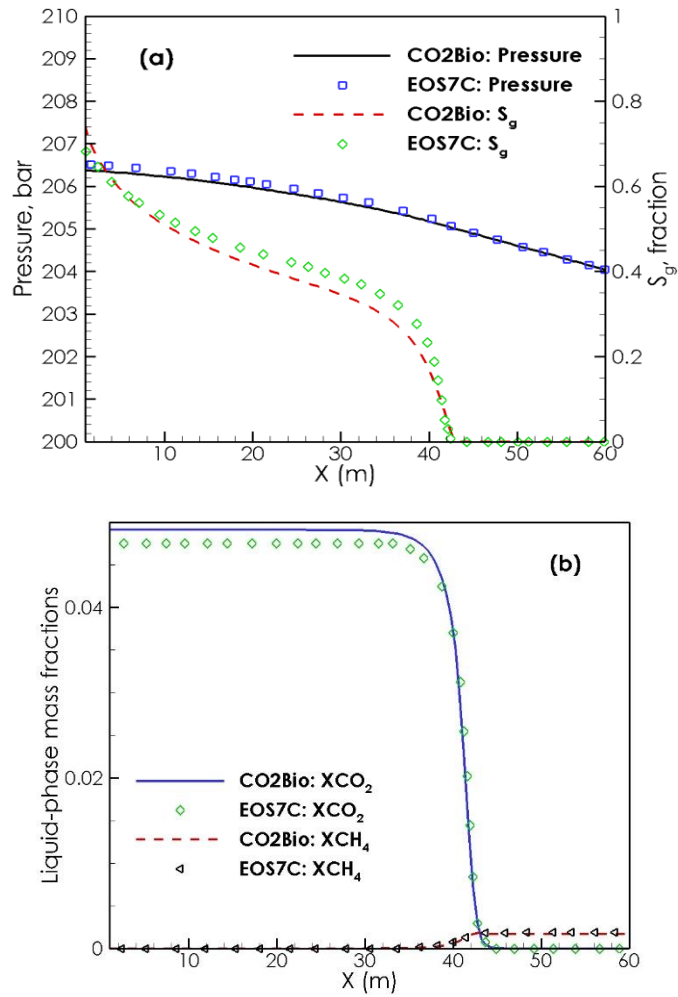 210
209
208
207
206
205
204
203
202
201
200
Pressure, bar
(a)
CO2Bio: Pressure
EOS7C: Pressure
CO2Bio: Sg
EOS7C: Sg
1
0.8
0.6
0.4
0.2
0
Sg, fraction
10 20 30 40 50 60
X (m)
0.04
0.02
0
Liquid-phase mass fractions
(b)
CO2Bio: XCO2
EOS7C: XCO2
CO2Bio: XCH4
EOS7C: XCH4
10 20 30 40 50 60
X (m)